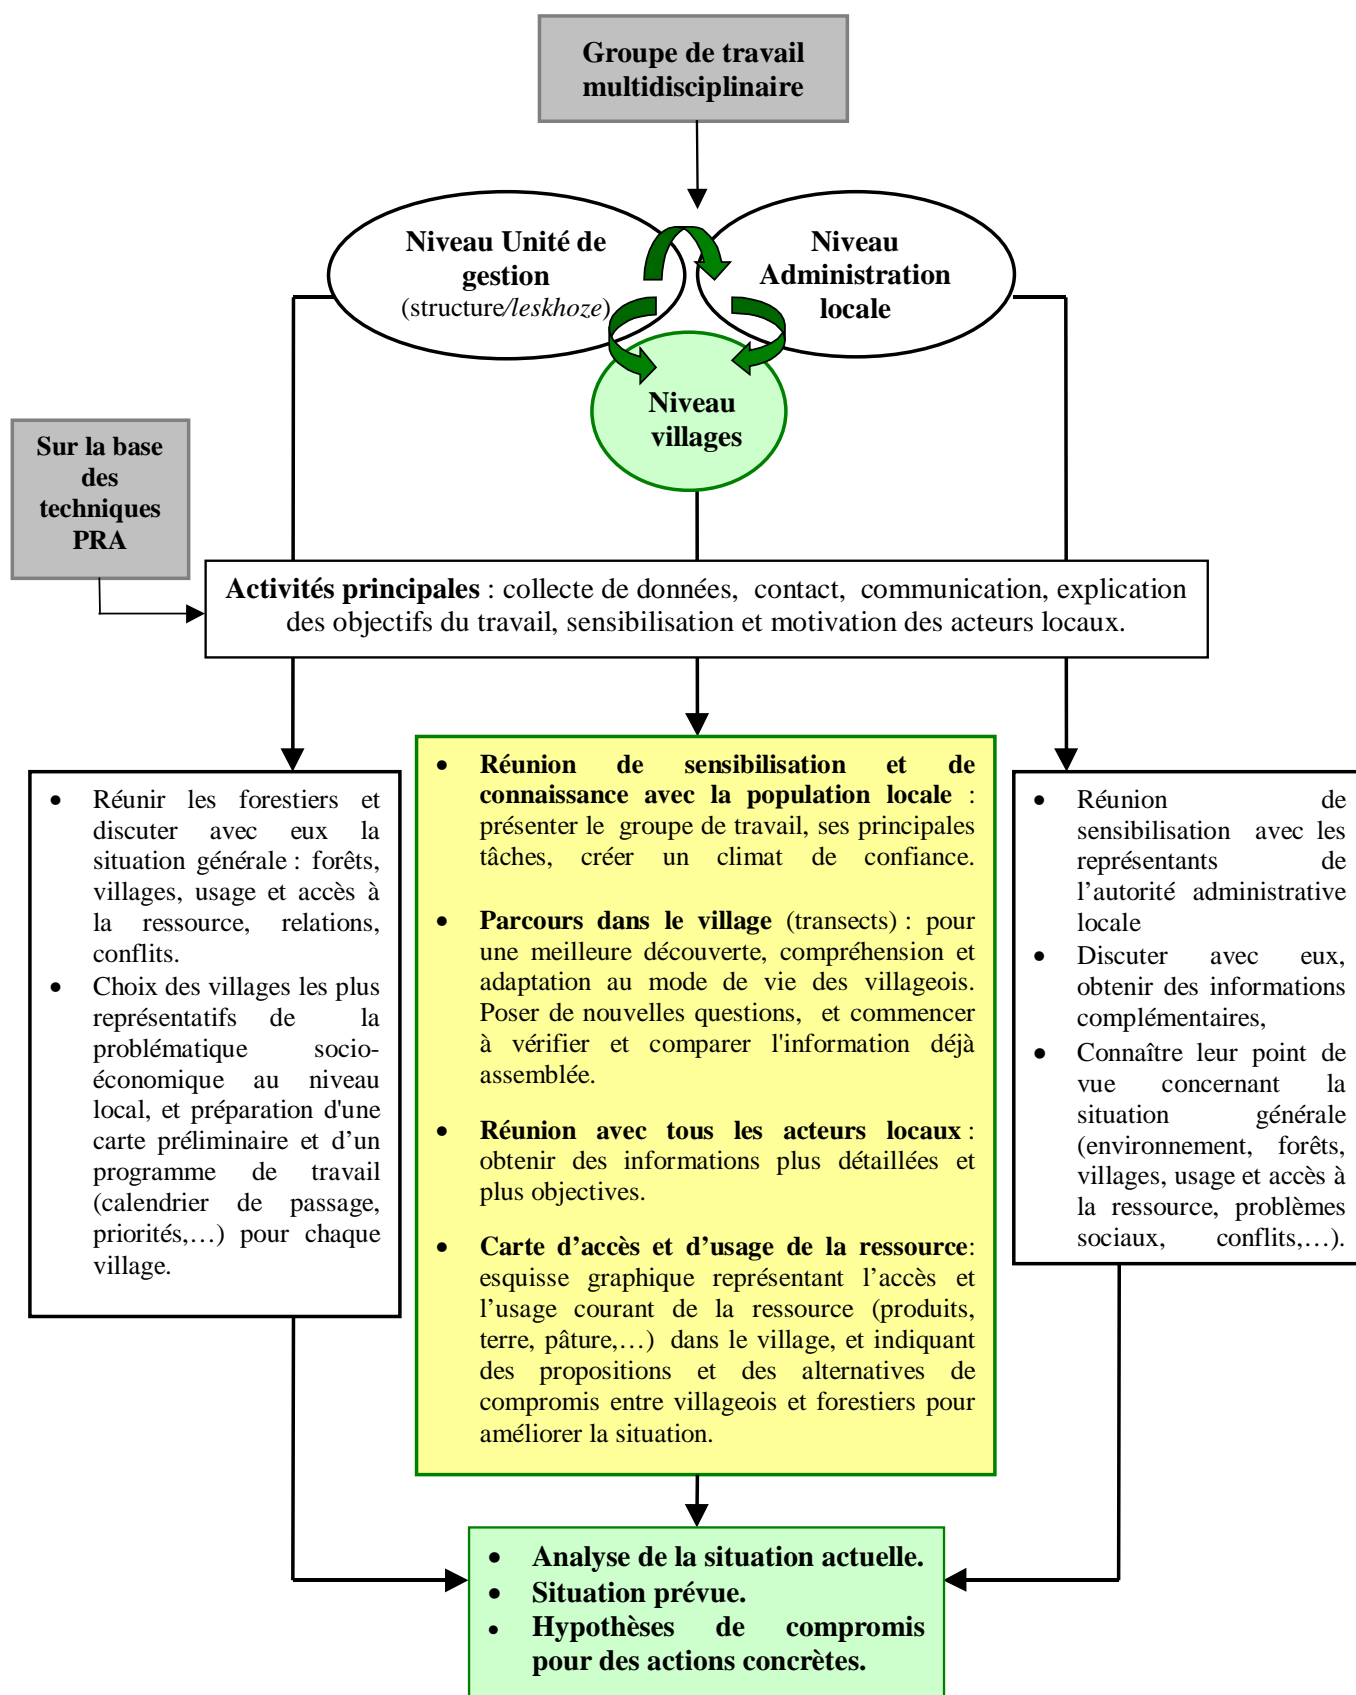 Groupe de travail
multidisciplinaire
Niveau Unité de
gestion
(structure/leskhoze)
Niveau
Administration
locale
Niveau
villages
Sur la base
des
techniques
PRA
Activités principales : collecte de données, contact, communication, explication
des objectifs du travail, sensibilisation et motivation des acteurs locaux.
• Réunir les forestiers et
discuter avec eux la
situation générale : forêts,
villages, usage et accès à
la ressource, relations,
conflits.
• Choix des villages les plus
représentatifs de la
problématique socio-
économique au niveau
local, et préparation d'une
carte préliminaire et d’un
programme de travail
(calendrier de passage,
priorités,…) pour chaque
village.
• Réunion de sensibilisation et de
connaissance avec la population locale :
présenter le groupe de travail, ses principales
tâches, créer un climat de confiance.
• Parcours dans le village (transects) : pour
une meilleure découverte, compréhension et
adaptation au mode de vie des villageois.
Poser de nouvelles questions, et commencer
à vérifier et comparer l'information déjà
assemblée.
• Réunion avec tous les acteurs locaux :
obtenir des informations plus détaillées et
plus objectives.
• Carte d’accès et d’usage de la ressource:
esquisse graphique représentant l’accès et
l’usage courant de la ressource (produits,
terre, pâture,…) dans le village, et indiquant
des propositions et des alternatives de
compromis entre villageois et forestiers pour
améliorer la situation.
• Réunion de
sensibilisation avec les
représentants de
l’autorité administrative
locale
• Discuter avec eux,
obtenir des informations
complémentaires,
• Connaître leur point de
vue concernant la
situation générale
(environnement, forêts,
villages, usage et accès à
la ressource, problèmes
sociaux, conflits,…).
• Analyse de la situation actuelle.
• Situation prévue.
• Hypothèses de compromis
pour des actions concrètes.